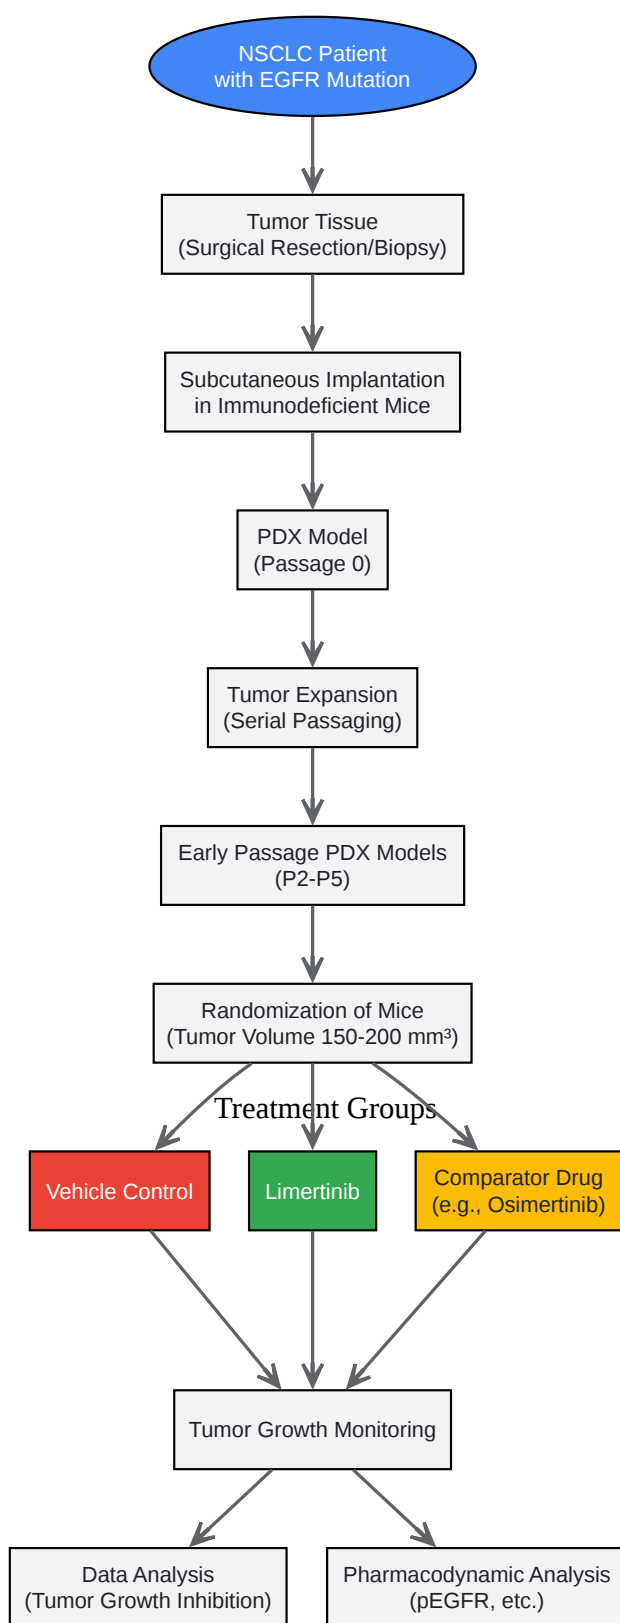 NSCLC Patient
with EGFR Mutation
Tumor Tissue
(Surgical Resection/Biopsy)
Subcutaneous Implantation
in Immunodeficient Mice
PDX Model
(Passage 0)
Tumor Expansion
(Serial Passaging)
Early Passage PDX Models
(P2-P5)
Randomization of Mice
(Tumor Volume 150-200 mm³)
Treatment Groups
Vehicle Control
Limertinib
Comparator Drug
(e.g., Osimertinib)
Tumor Growth Monitoring
Data Analysis
(Tumor Growth Inhibition)
Pharmacodynamic Analysis
(pEGFR, etc.)